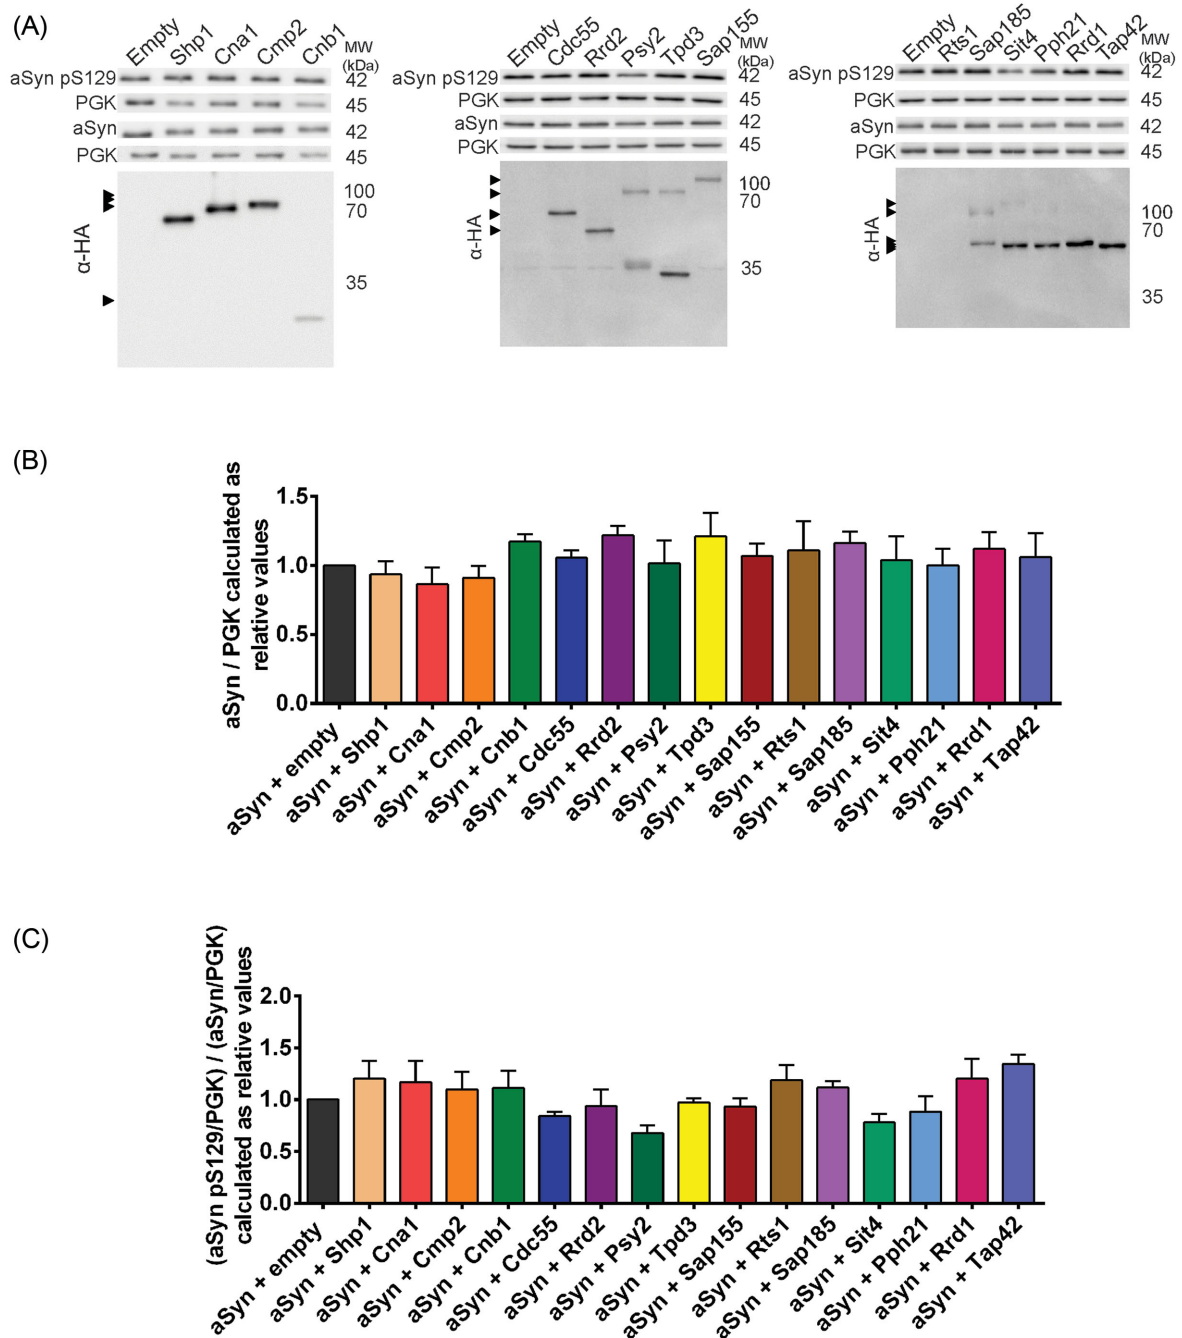 (A)
Empty
Shp1
Cna1
Cmp2
Cnb1
MW
(kDa)
aSyn pS129
42
PGK
45
aSyn
42
PGK
45
α-HA
100
70
35
Empty
Cdc55
Rrd2
Psy2
Tpd3
Sap155
MW
(kDa)
aSyn pS129
42
PGK
45
aSyn
42
PGK
45
α-HA
100
70
35
Empty
Rts1
Sap185
Sit4
Pph21
Rrd1
Tap42
MW
(kDa)
aSyn pS129
42
PGK
45
aSyn
42
PGK
45
α-HA
100
70
35
(B)
aSyn / PGK calculated as
relative values
1.5
1.0
0.5
0.0
aSyn + empty
aSyn + Shp1
aSyn + Cna1
aSyn + Cmp2
aSyn + Cnb1
aSyn + Cdc55
aSyn + Rrd2
aSyn + Psy2
aSyn + Tpd3
aSyn + Sap155
aSyn + Rts1
aSyn + Sap185
aSyn + Sit4
aSyn + Pph21
aSyn + Rrd1
aSyn + Tap42
(C)
(aSyn pS129/PGK) / (aSyn/PGK)
calculated as relative values
2.0
1.5
1.0
0.5
0.0
aSyn + empty
aSyn + Shp1
aSyn + Cna1
aSyn + Cmp2
aSyn + Cnb1
aSyn + Cdc55
aSyn + Rrd2
aSyn + Psy2
aSyn + Tpd3
aSyn + Sap155
aSyn + Rts1
aSyn + Sap185
aSyn + Sit4
aSyn + Pph21
aSyn + Rrd1
aSyn + Tap42